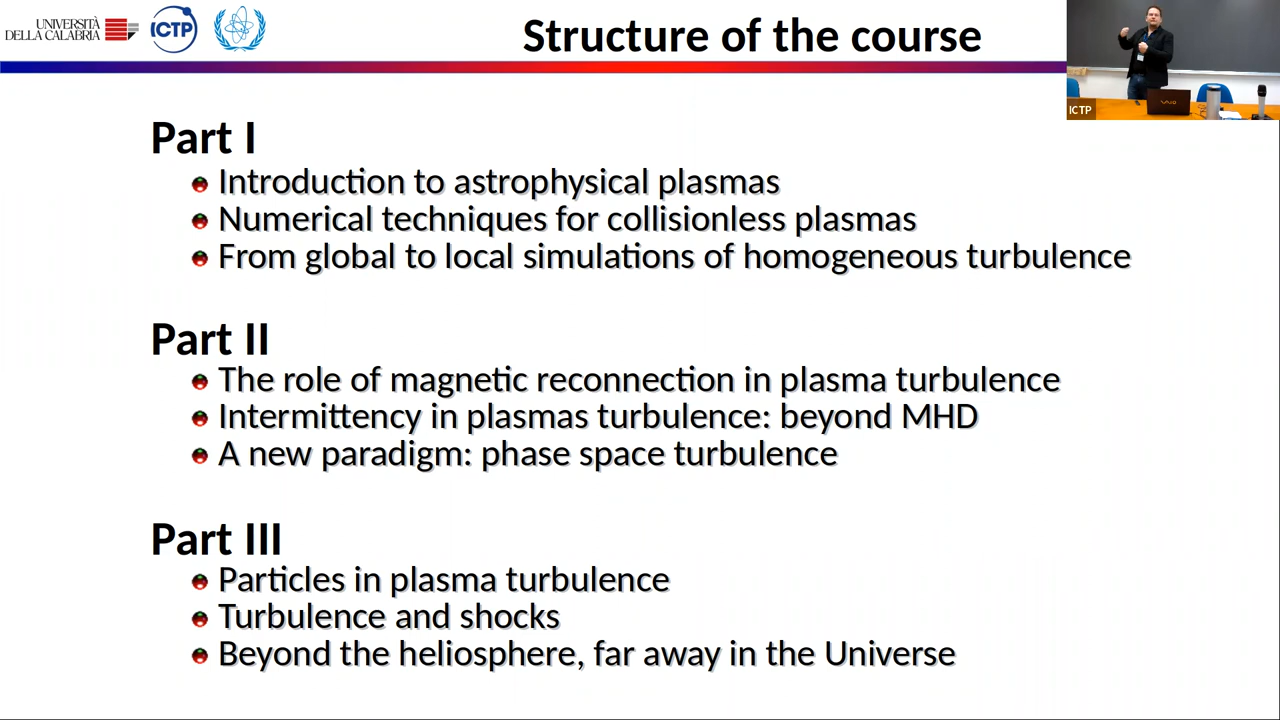 UNIVERSITÀ
DELLA CALABRIA
ICTP
Structure of the course
ICTP
Part I
Introduction to astrophysical plasmas
Numerical techniques for collisionless plasmas
From global to local simulations of homogeneous turbulence
Part II
The role of magnetic reconnection in plasma turbulence
Intermittency in plasmas turbulence: beyond MHD
A new paradigm: phase space turbulence
Part III
Particles in plasma turbulence
Turbulence and shocks
Beyond the heliosphere, far away in the Universe